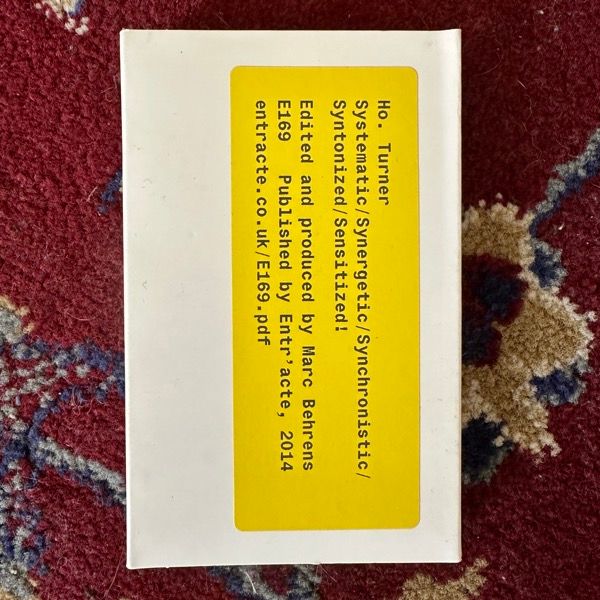 Ho. Turner
Systematic/Synergetic/Synchronistic/
Syntonized/Sensitized!
Edited and produced by Marc Behrens
E169  Published by Entr’acte, 2014
entracte.co.uk/E169.pdf